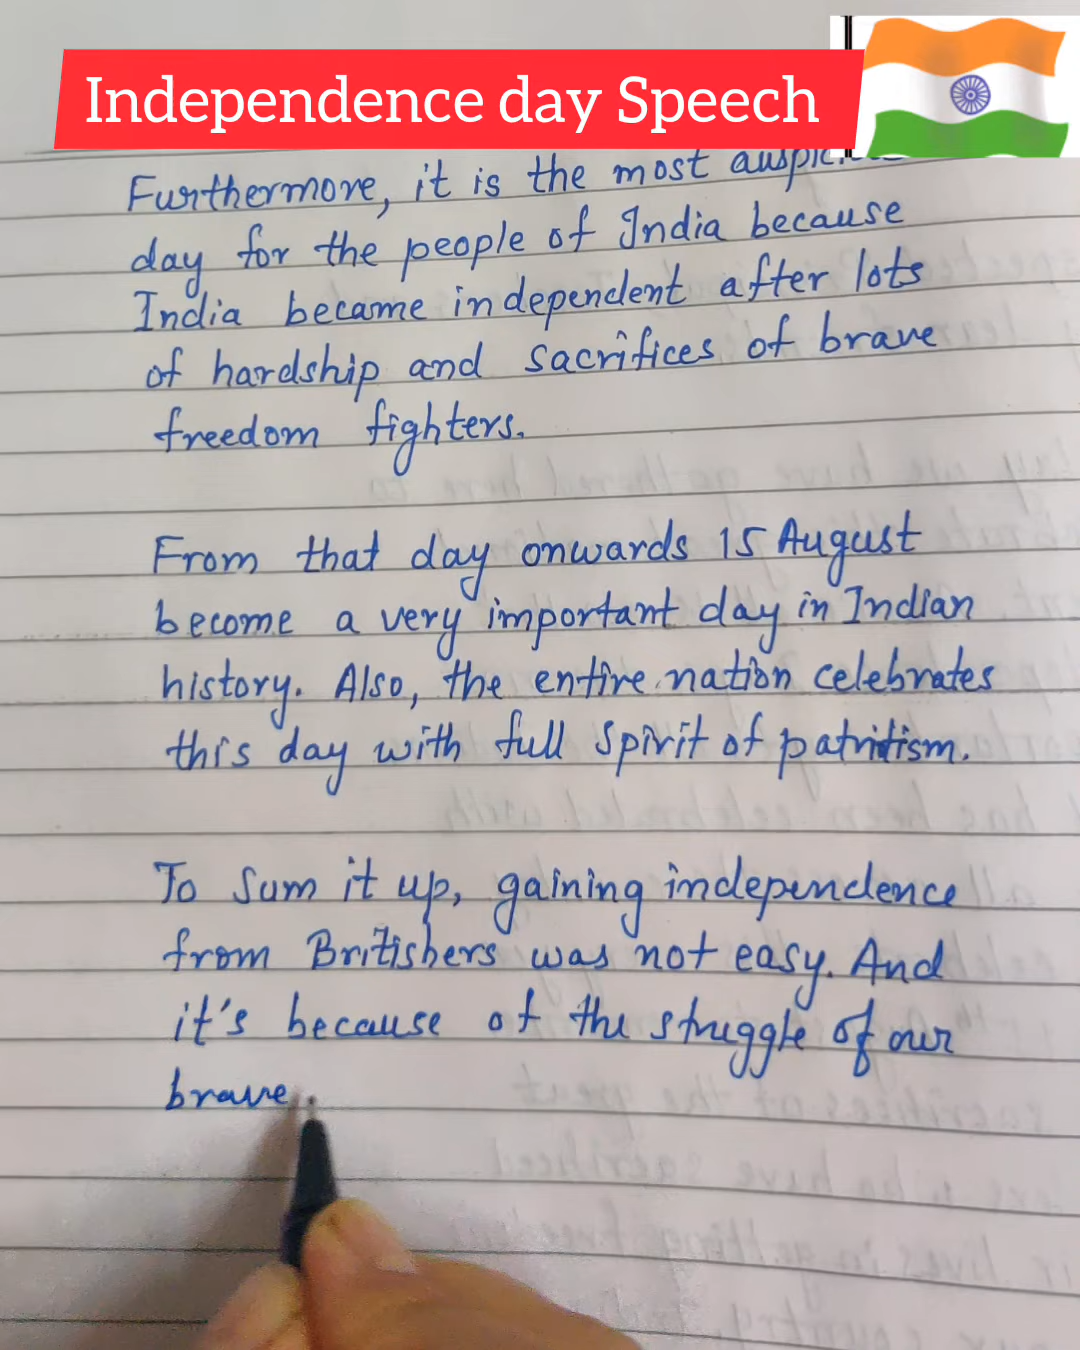 Independence day Speech
Furthermore, it is the most
day for the people of India because
India became independent after lots
of hardship and sacrifices of brave
freedom fighters.
From that day onwards 15 August
become a very important day in Indian
history. Also, the entire nation celebrates
this day with full spirit of patritism.
To Sum it up, gaining independence
from Britishers was not easy. And
it's because of the struggle of our
brave